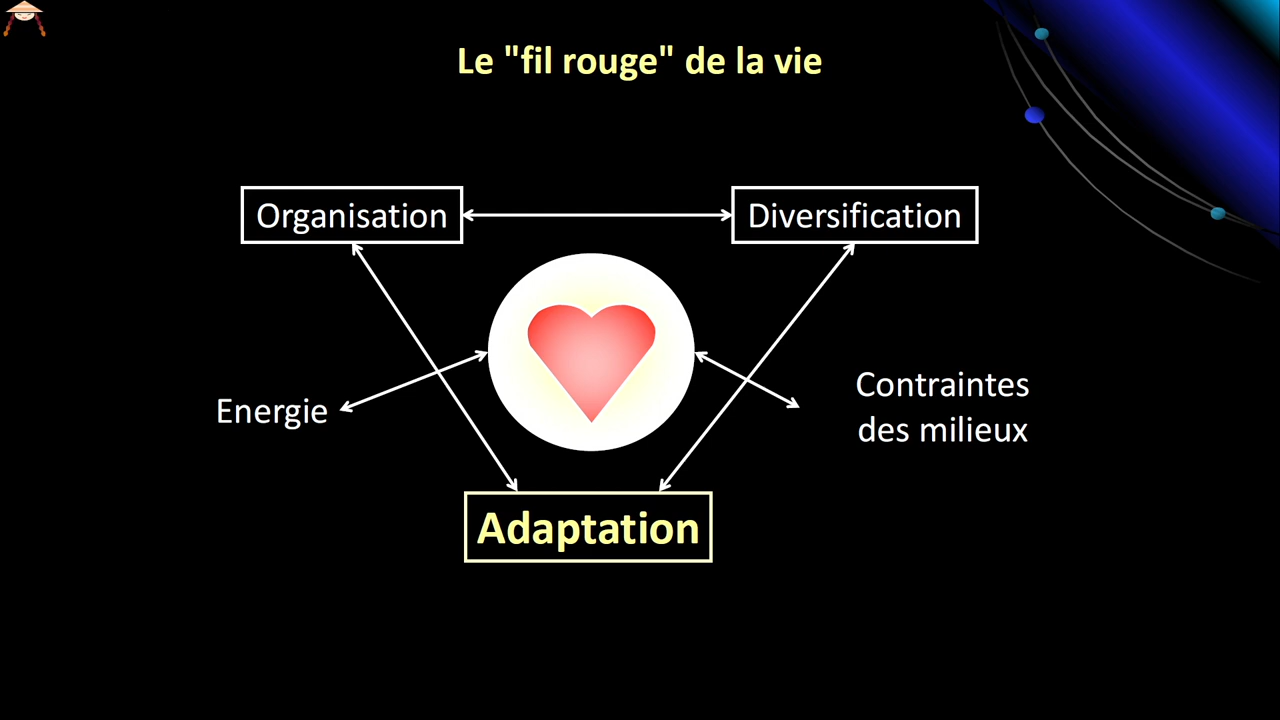 Le "fil rouge" de la vie
Organisation
Diversification
Energie
Contraintes
des milieux
Adaptation